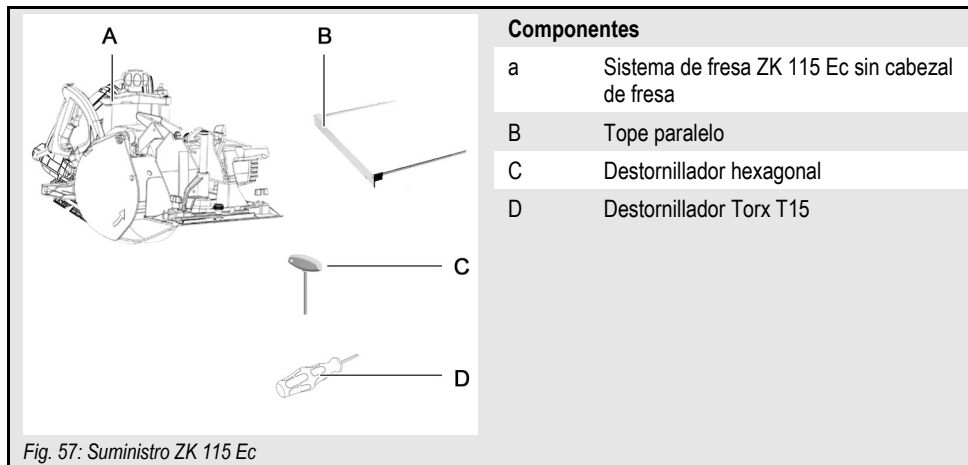 A
B
C
D
Fig. 57: Suministro ZK 115 Ec
Componentes
a Sistema de fresa ZK 115 Ec sin cabezal
de fresa
B Tope paralelo
C Destornillador hexagonal
D Destornillador Torx T15